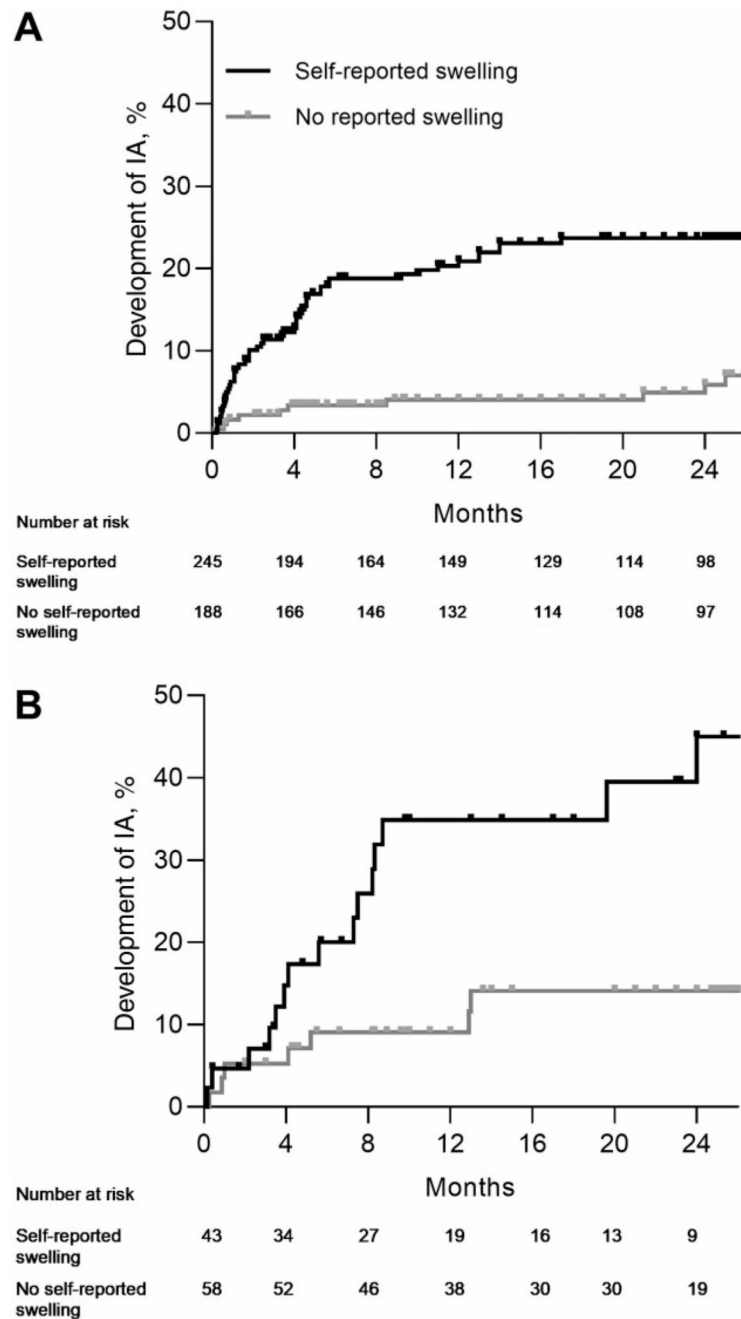 A
50
40
30
20
10
0
Development of IA, %
Self-reported swelling
No reported swelling
0 4 8 12 16 20 24
Months
Number at risk
Self-reported
swelling
245 194 164 149 129 114 98
No self-reported
swelling
188 166 146 132 114 108 97
B
50
40
30
20
10
0
Development of IA, %
0 4 8 12 16 20 24
Months
Number at risk
Self-reported
swelling
43 34 27 19 16 13 9
No self-reported
swelling
58 52 46 38 30 30 19